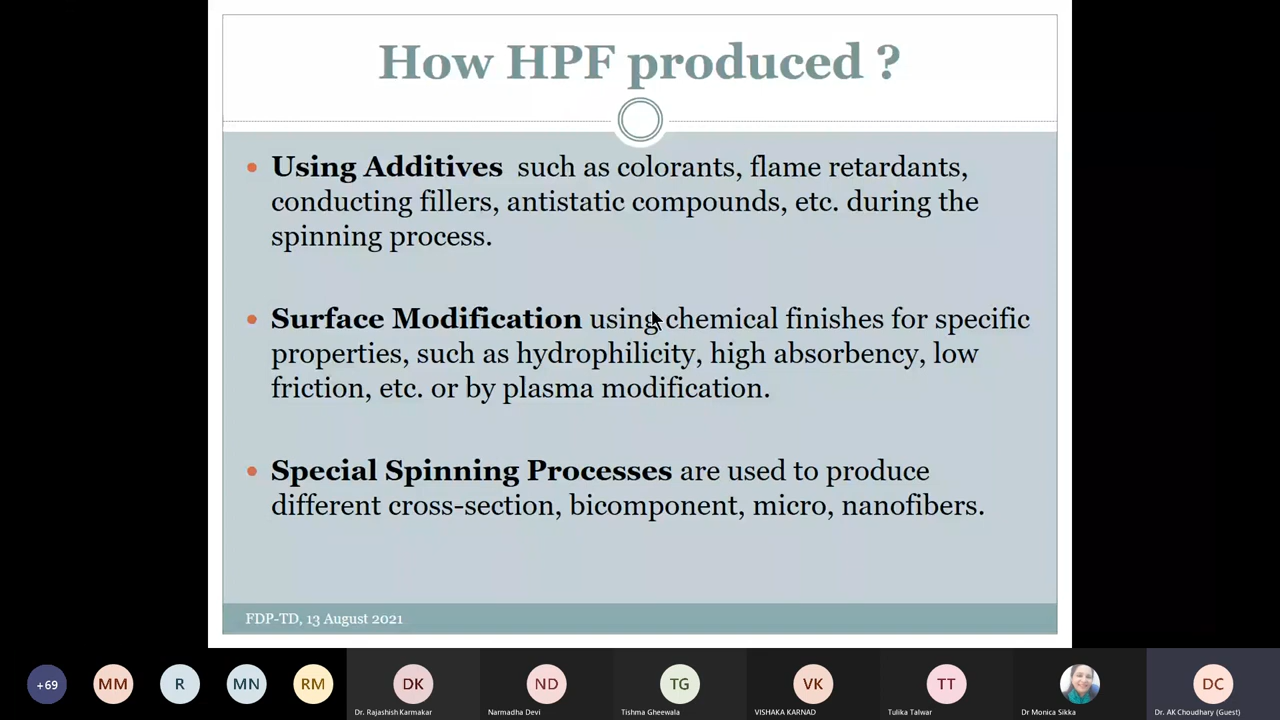 How HPF produced ?
• Using Additives such as colorants, flame retardants,
conducting fillers, antistatic compounds, etc. during the
spinning process.
• Surface Modification using chemical finishes for specific
properties, such as hydrophilicity, high absorbency, low
friction, etc. or by plasma modification.
• Special Spinning Processes are used to produce
different cross-section, bicomponent, micro, nanofibers.
FDP-TD, 13 August 2021
+69 MM R MN RM DK ND TG VK TT DC
Dr. Rajashish Karmakar Narmadha Devi Tishma Gheewala VISHAKA KARNAD Tulika Talwar Dr Monica Sikka Dr. AK Choudhary (Guest)